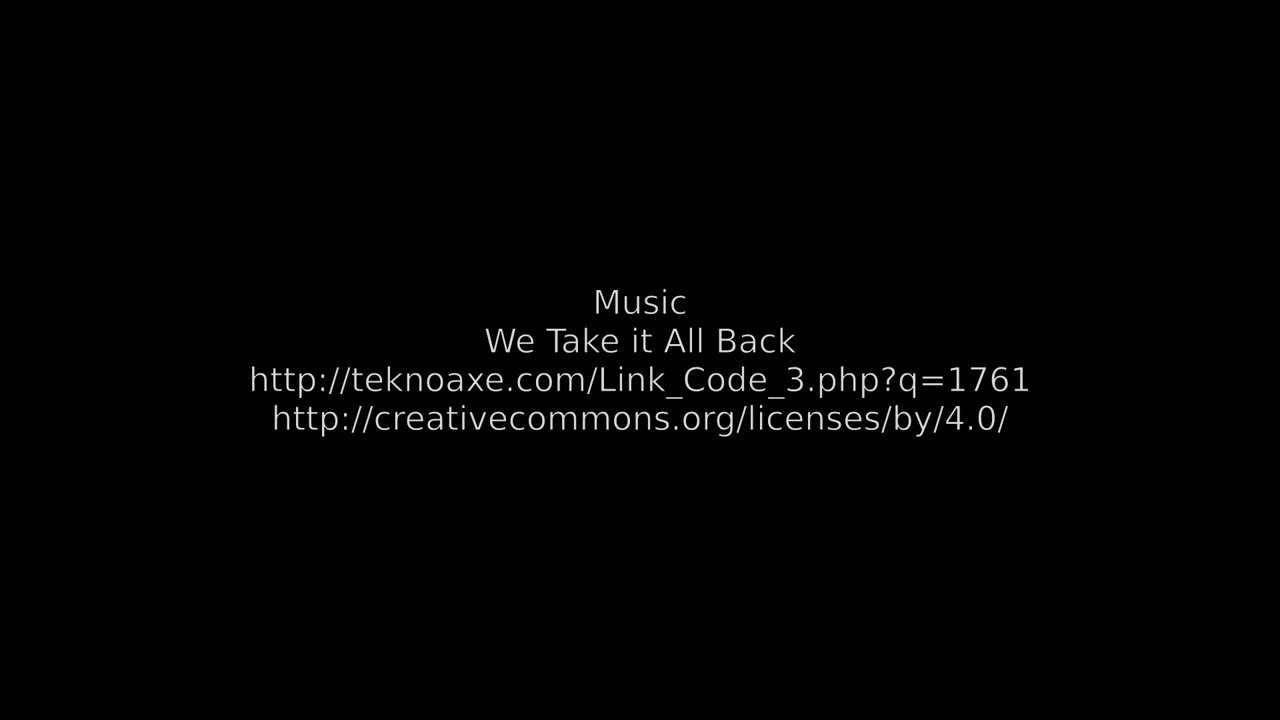 Music
We Take it All Back
http://teknoaxe.com/Link_Code_3.php?q=1761
http://creativecommons.org/licenses/by/4.0/